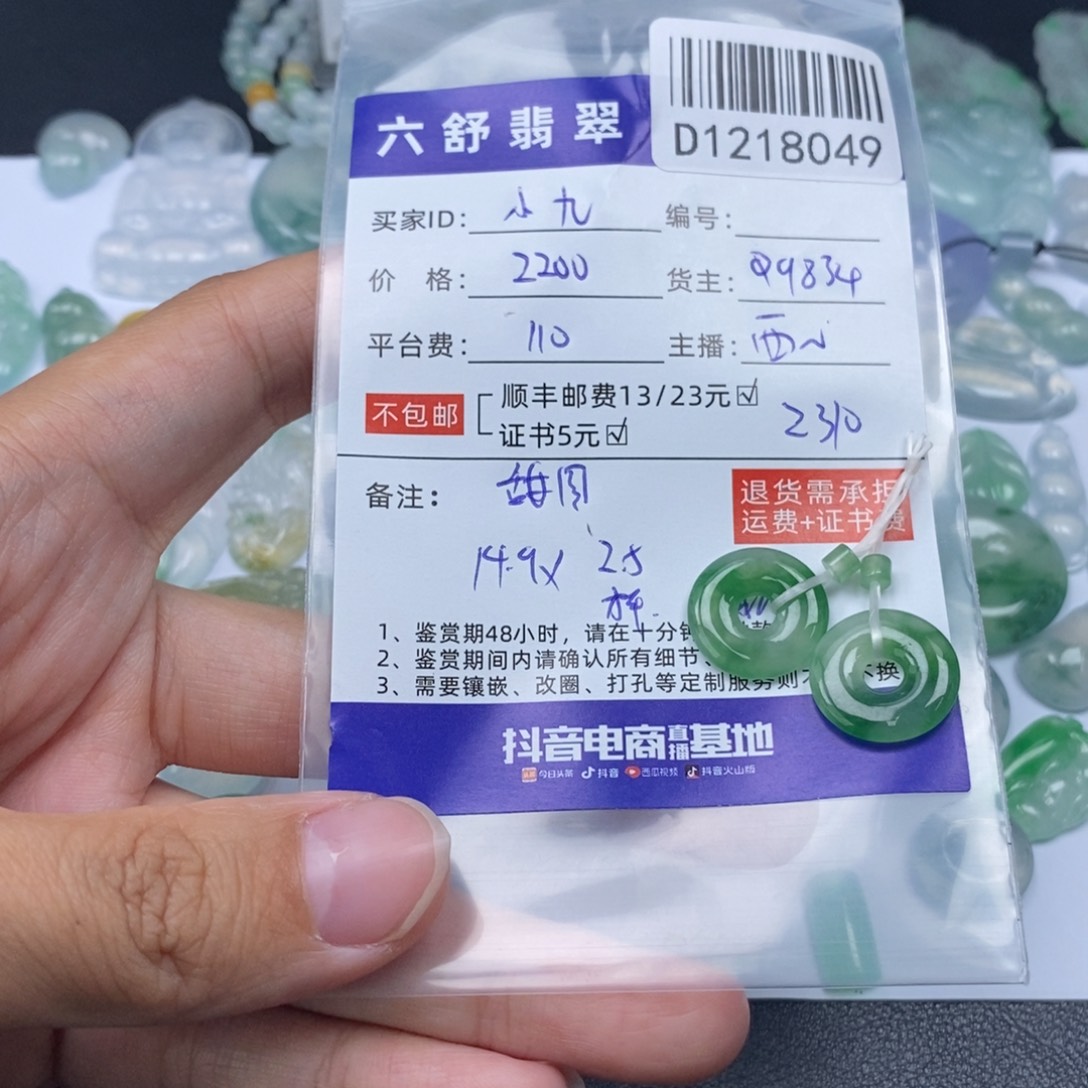 D1218049
六舒翡翠
买家ID: 小九 编号:
价 格: 2200 货主: Q9834
平台费: 110 主播:
不包邮 顺丰邮费13/23元☑
证书5元☑ 2310
备注: 退货需承担
运费+证书费
14.9x 2.5
1、鉴赏期48小时，请在十分钟
2、鉴赏期间内请确认所有细节、
3、需要镶嵌、改圈、打孔等定制服务则不 换
抖音电商直播基地
今日头条 抖音 西瓜视频 抖音火山版